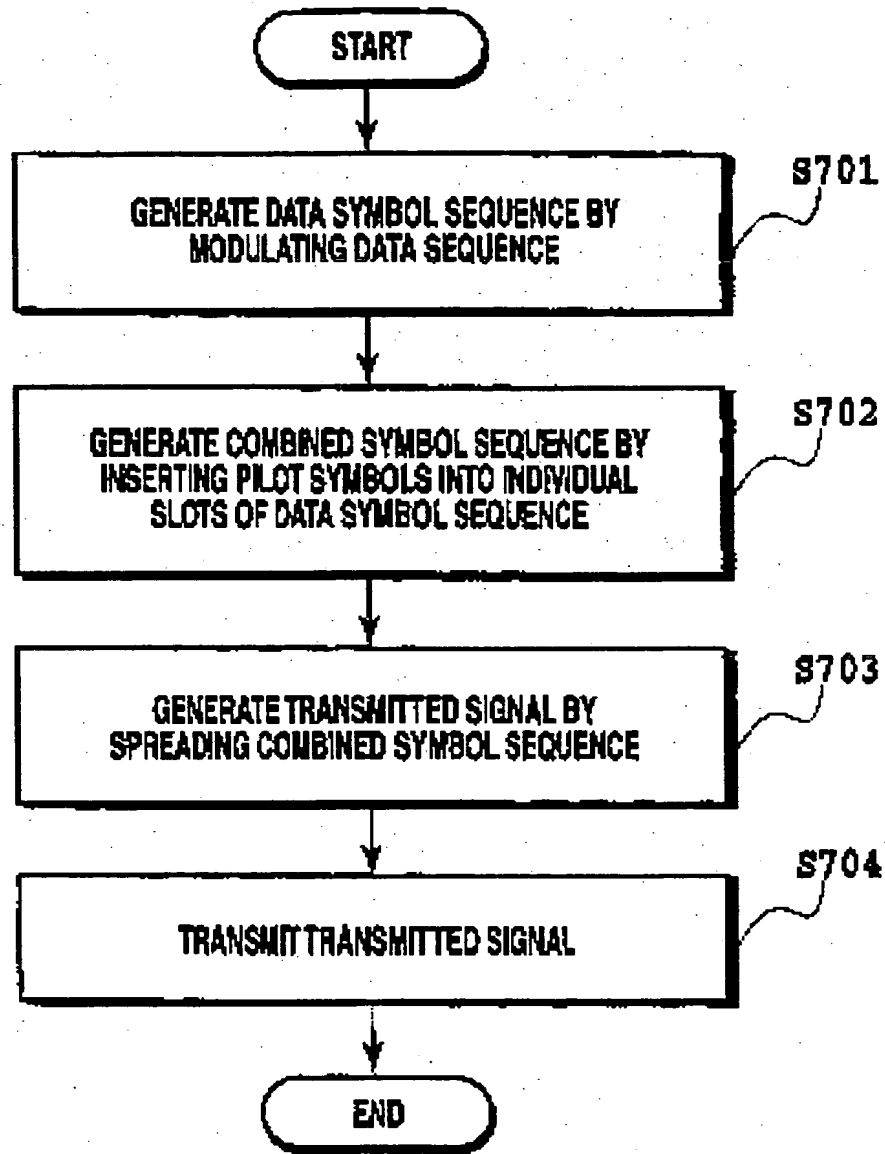 START
S701
GENERATE DATA SYMBOL SEQUENCE BY
MODULATING DATA SEQUENCE
S702
GENERATE COMBINED SYMBOL SEQUENCE BY
INSERTING PILOT SYMBOLS INTO INDIVIDUAL
SLOTS OF DATA SYMBOL SEQUENCE
S703
GENERATE TRANSMITTED SIGNAL BY
SPREADING COMBINED SYMBOL SEQUENCE
S704
TRANSMIT TRANSMITTED SIGNAL
END